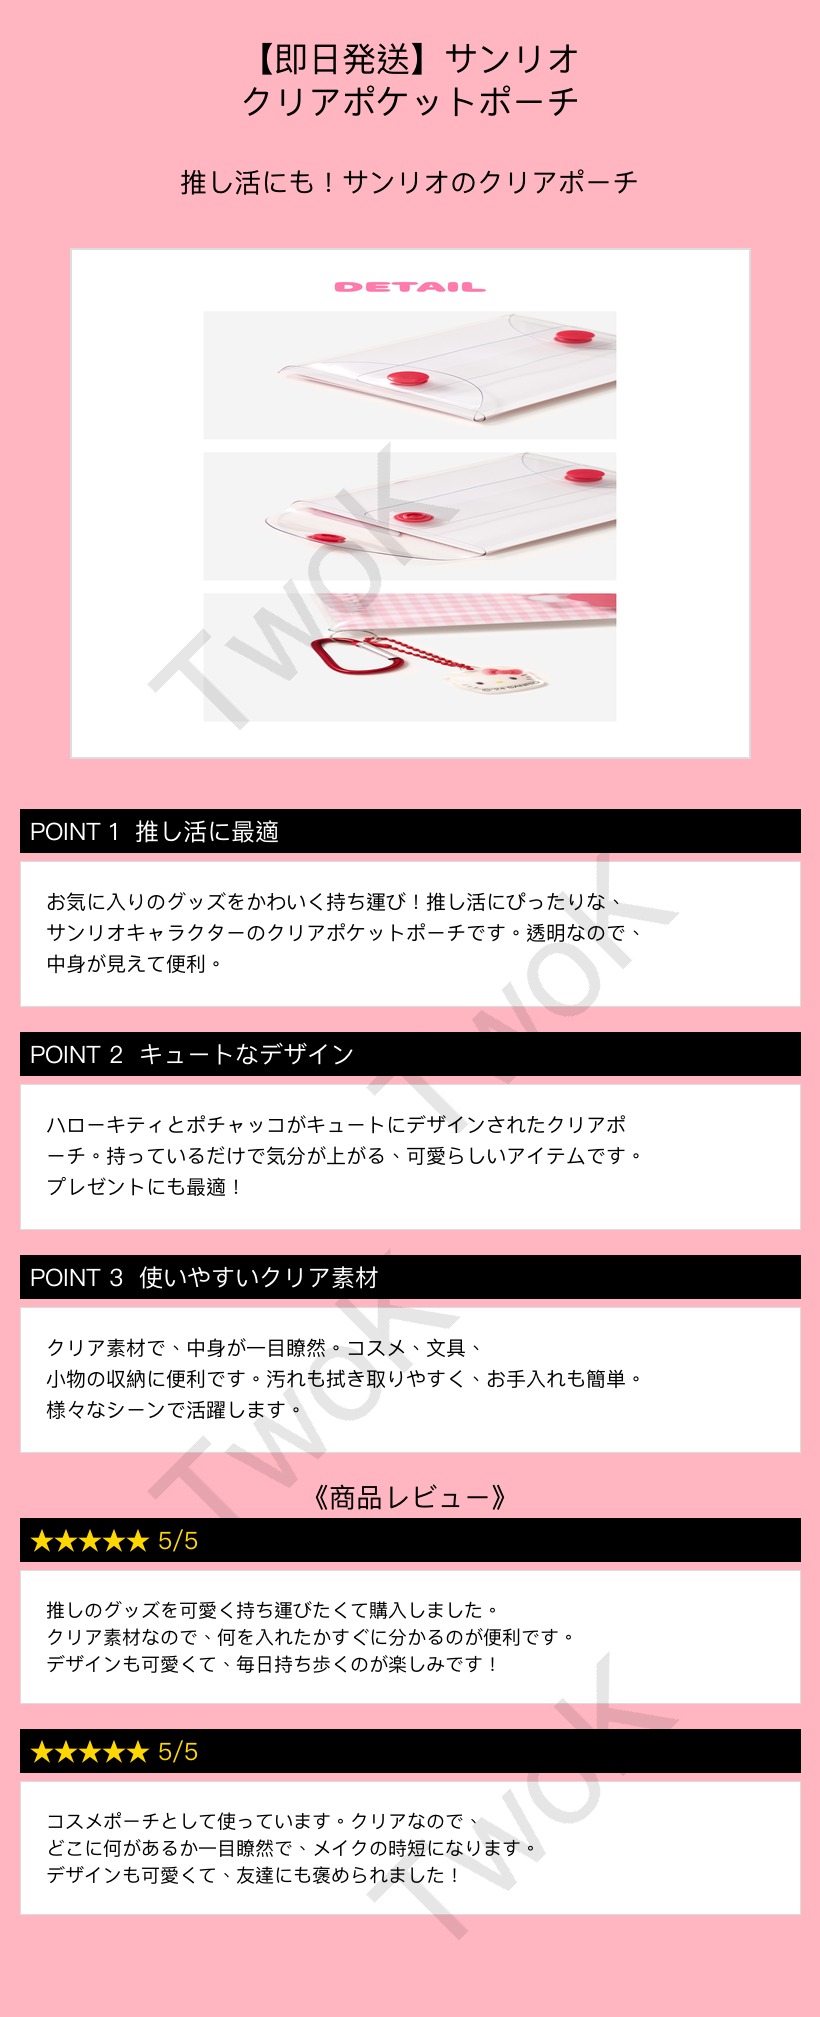 【即日発送】サンリオ
クリアポケットポーチ
推し活にも！サンリオのクリアポーチ
DETAIL
TwoK
POINT 1 推し活に最適
お気に入りのグッズをかわいく持ち運び！推し活にぴったりな、
サンリオキャラクターのクリアポケットポーチです。透明なので、
中身が見えて便利。
TwoK
POINT 2 キュートなデザイン
ハローキティとポチャッコがキュートにデザインされたクリアポ
ーチ。持っているだけで気分が上がる、可愛らしいアイテムです。
プレゼントにも最適！
POINT 3 使いやすいクリア素材
クリア素材で、中身が一目瞭然。コスメ、文具、
小物の収納に便利です。汚れも拭き取りやすく、お手入れも簡単。
様々なシーンで活躍します。
TwoK
《商品レビュー》
★★★★★ 5/5
推しのグッズを可愛く持ち運びたくて購入しました。
クリア素材なので、何を入れたかすぐに分かるのが便利です。
デザインも可愛くて、毎日持ち歩くのが楽しみです！
★★★★★ 5/5
コスメポーチとして使っています。クリアなので、
どこに何があるか一目瞭然で、メイクの時短になります。
デザインも可愛くて、友達にも褒められました！
TwoK